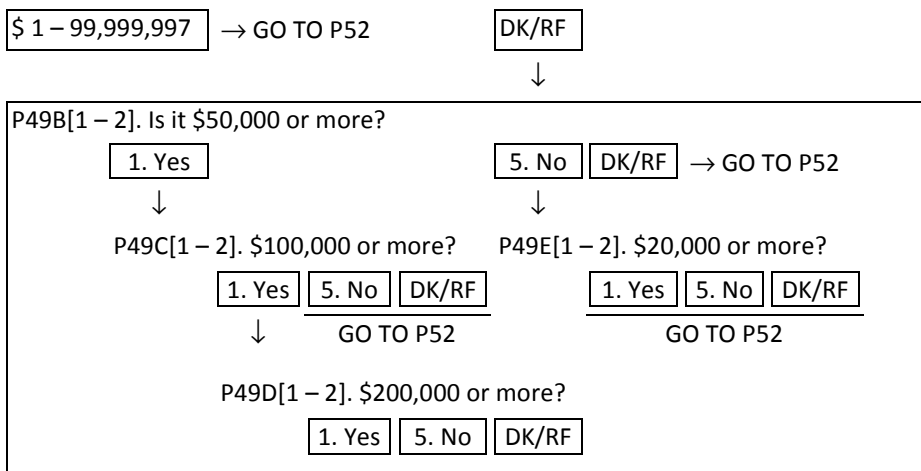 $ 1 – 99,999,997 → GO TO P52 DK/RF
↓
P49B[1 – 2]. Is it $50,000 or more?
1. Yes 5. No DK/RF → GO TO P52
↓ ↓
P49C[1 – 2]. $100,000 or more? P49E[1 – 2]. $20,000 or more?
1. Yes 5. No DK/RF 1. Yes 5. No DK/RF
↓ GO TO P52 GO TO P52
P49D[1 – 2]. $200,000 or more?
1. Yes 5. No DK/RF